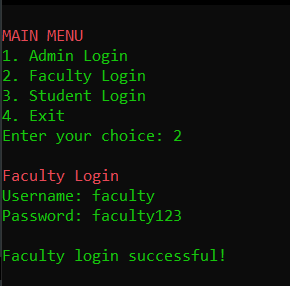 MAIN MENU
1. Admin Login
2. Faculty Login
3. Student Login
4. Exit
Enter your choice: 2
Faculty Login
Username: faculty
Password: faculty123
Faculty login successful!